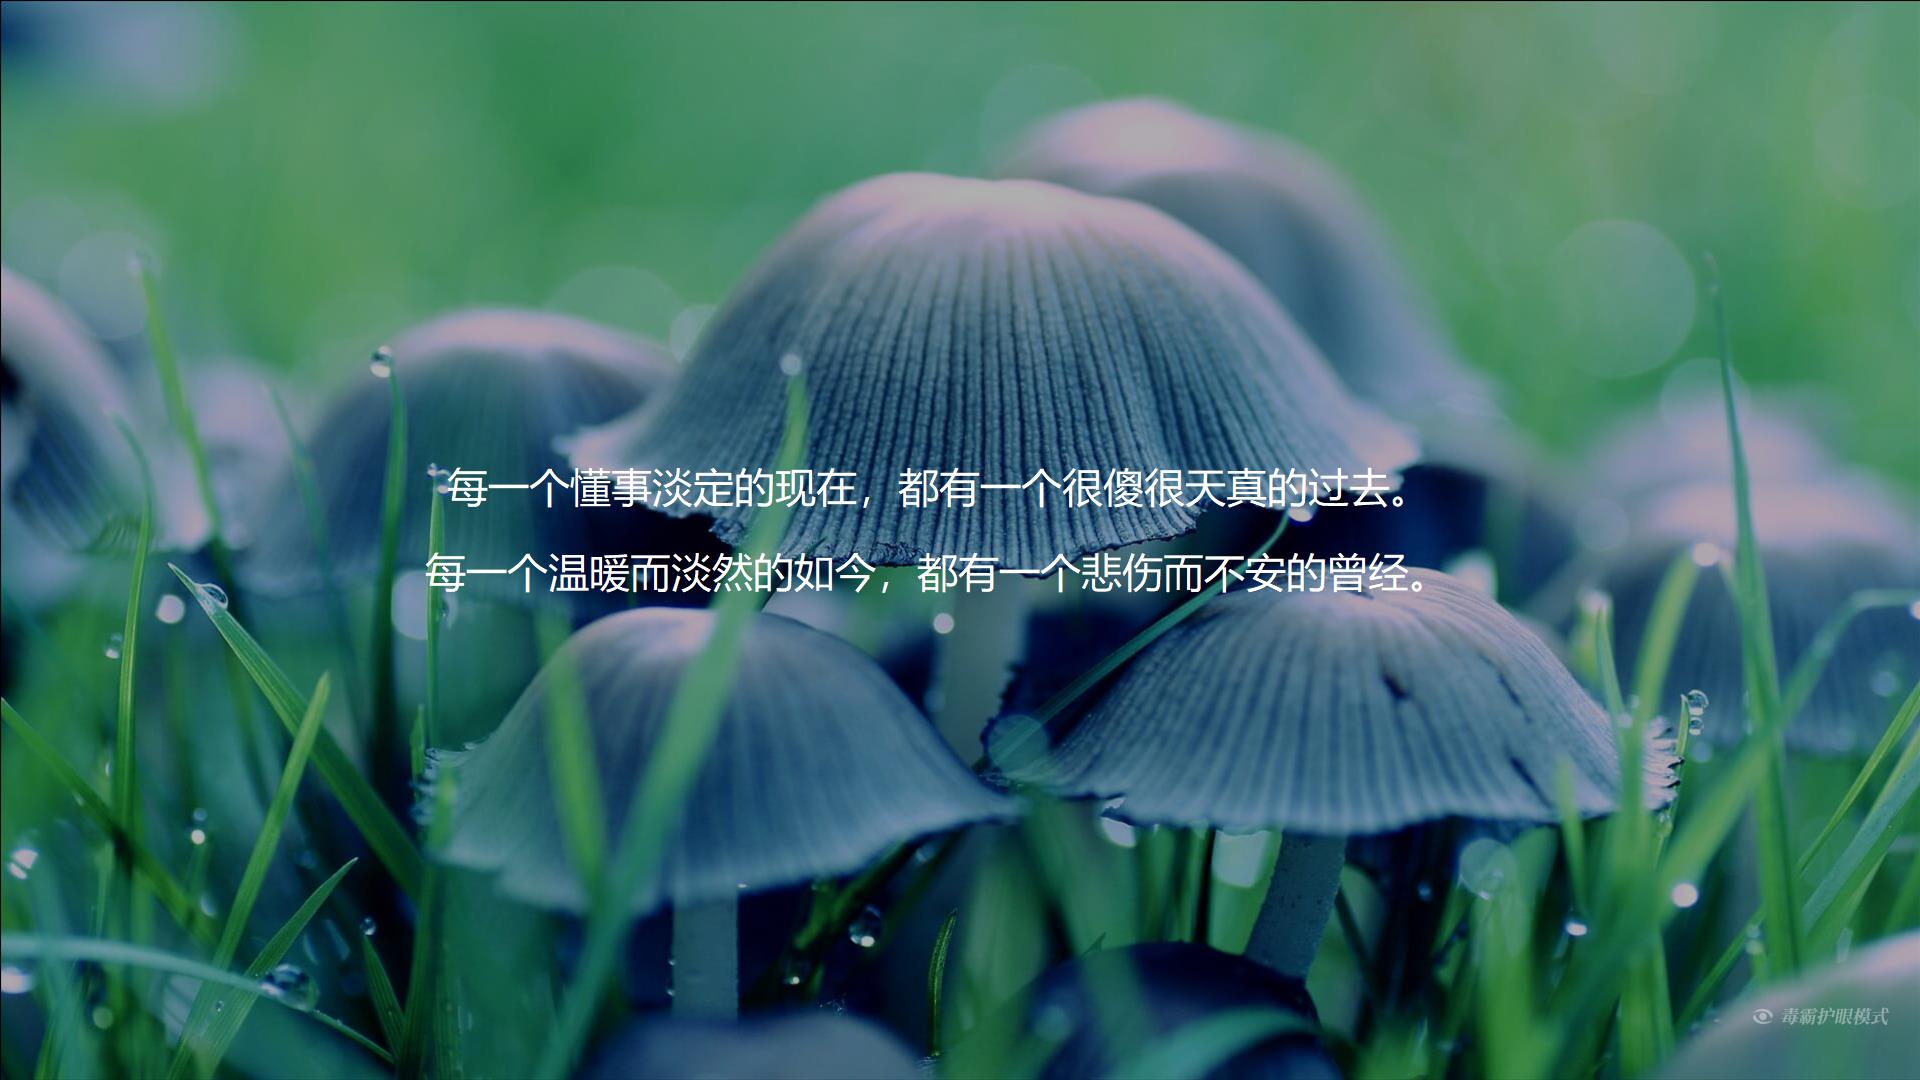 每一个懂事淡定的现在，都有一个很傻很天真的过去。
每一个温暖而淡然的如今，都有一个悲伤而不安的曾经。
毒霸护眼模式